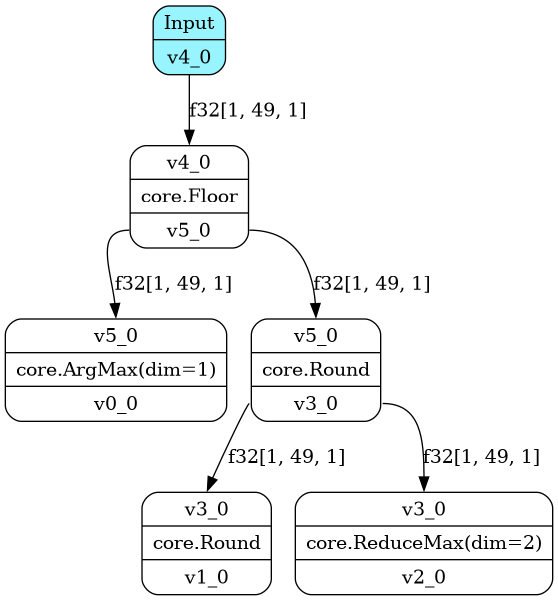 Input
v4_0
f32[1, 49, 1]
v4_0
core.Floor
v5_0
f32[1, 49, 1]
f32[1, 49, 1]
v5_0
core.ArgMax(dim=1)
v0_0
v5_0
core.Round
v3_0
f32[1, 49, 1]
f32[1, 49, 1]
v3_0
core.Round
v1_0
v3_0
core.ReduceMax(dim=2)
v2_0